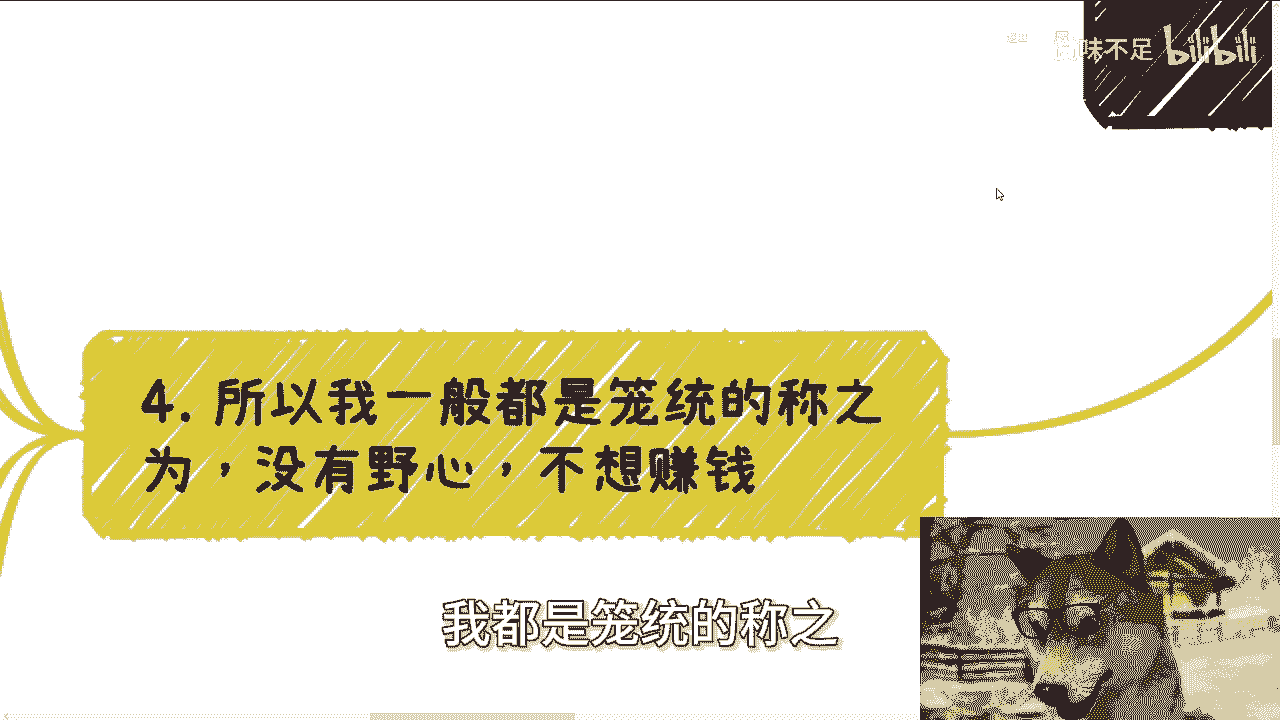 味不足 bilibili
4. 所以我一般都是笼统的称之
为，没有野心，不想赚钱
我都是笼统的称之